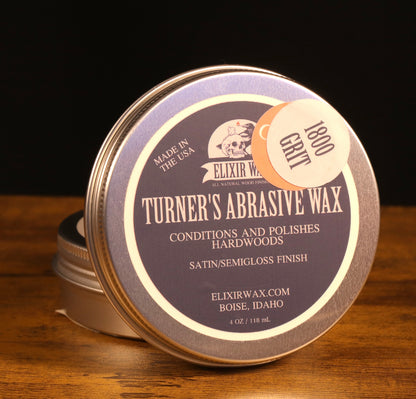 MADE IN
THE USA
ELIXIR WAX
ALL NATURAL WOOD FINISH
1800
GRIT
TURNER'S ABRASIVE WAX
CONDITIONS AND POLISHES
HARDWOODS
SATIN/SEMIGLOSS FINISH
ELIXIRWAX.COM
BOISE, IDAHO
4 OZ / 118 mL